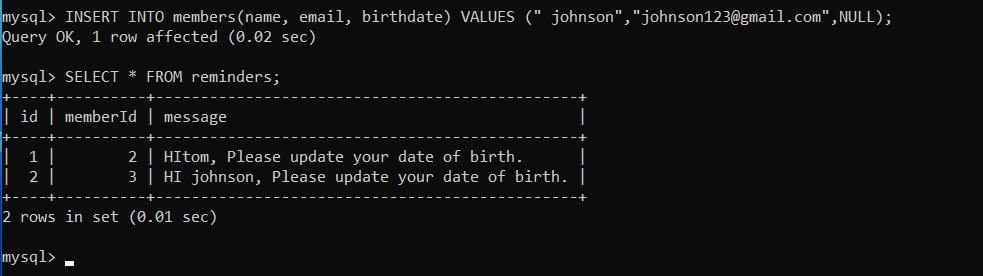 mysql> INSERT INTO members(name, email, birthdate) VALUES (" johnson","johnson123@gmail.com",NULL);
Query OK, 1 row affected (0.02 sec)
mysql> SELECT * FROM reminders;
+----+----------+-----------------------------------------------+
| id | memberId | message                                       |
+----+----------+-----------------------------------------------+
|  1 |        2 | HItom, Please update your date of birth.      |
|  2 |        3 | HI johnson, Please update your date of birth. |
+----+----------+-----------------------------------------------+
2 rows in set (0.01 sec)
mysql>